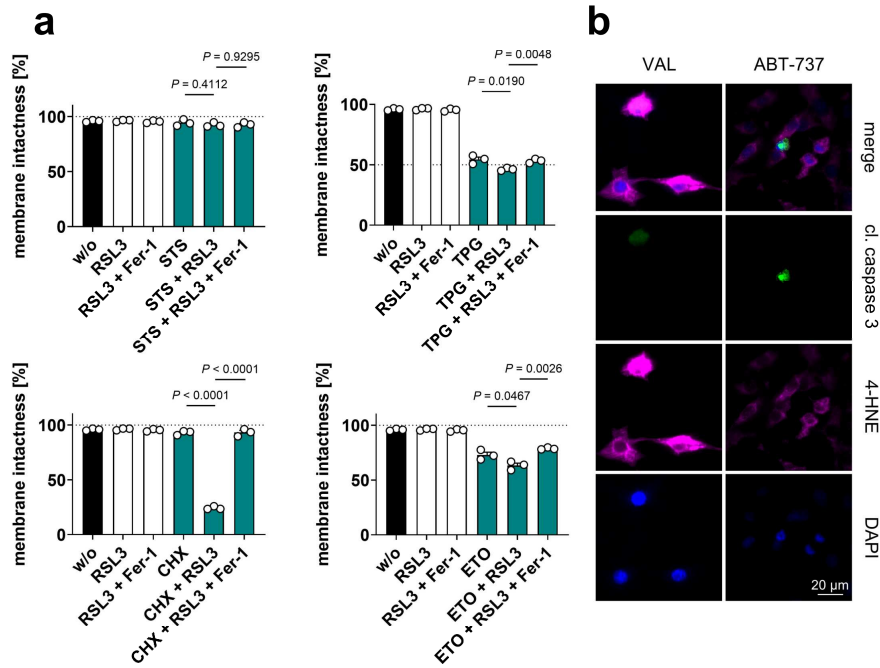 a
membrane intactness [%]
P = 0.9295
P = 0.4112
100
50
0
w/o
RSL3
RSL3 + Fer-1
STS
STS + RSL3
STS + RSL3 + Fer-1
membrane intactness [%]
P = 0.0048
P = 0.0190
100
50
0
w/o
RSL3
RSL3 + Fer-1
TPG
TPG + RSL3
TPG + RSL3 + Fer-1
membrane intactness [%]
P < 0.0001
P < 0.0001
100
50
0
w/o
RSL3
RSL3 + Fer-1
CHX
CHX + RSL3
CHX + RSL3 + Fer-1
membrane intactness [%]
P = 0.0026
P = 0.0467
100
50
0
w/o
RSL3
RSL3 + Fer-1
ETO
ETO + RSL3
ETO + RSL3 + Fer-1
b
VAL
ABT-737
merge
cl. caspase 3
4-HNE
DAPI
20 µm